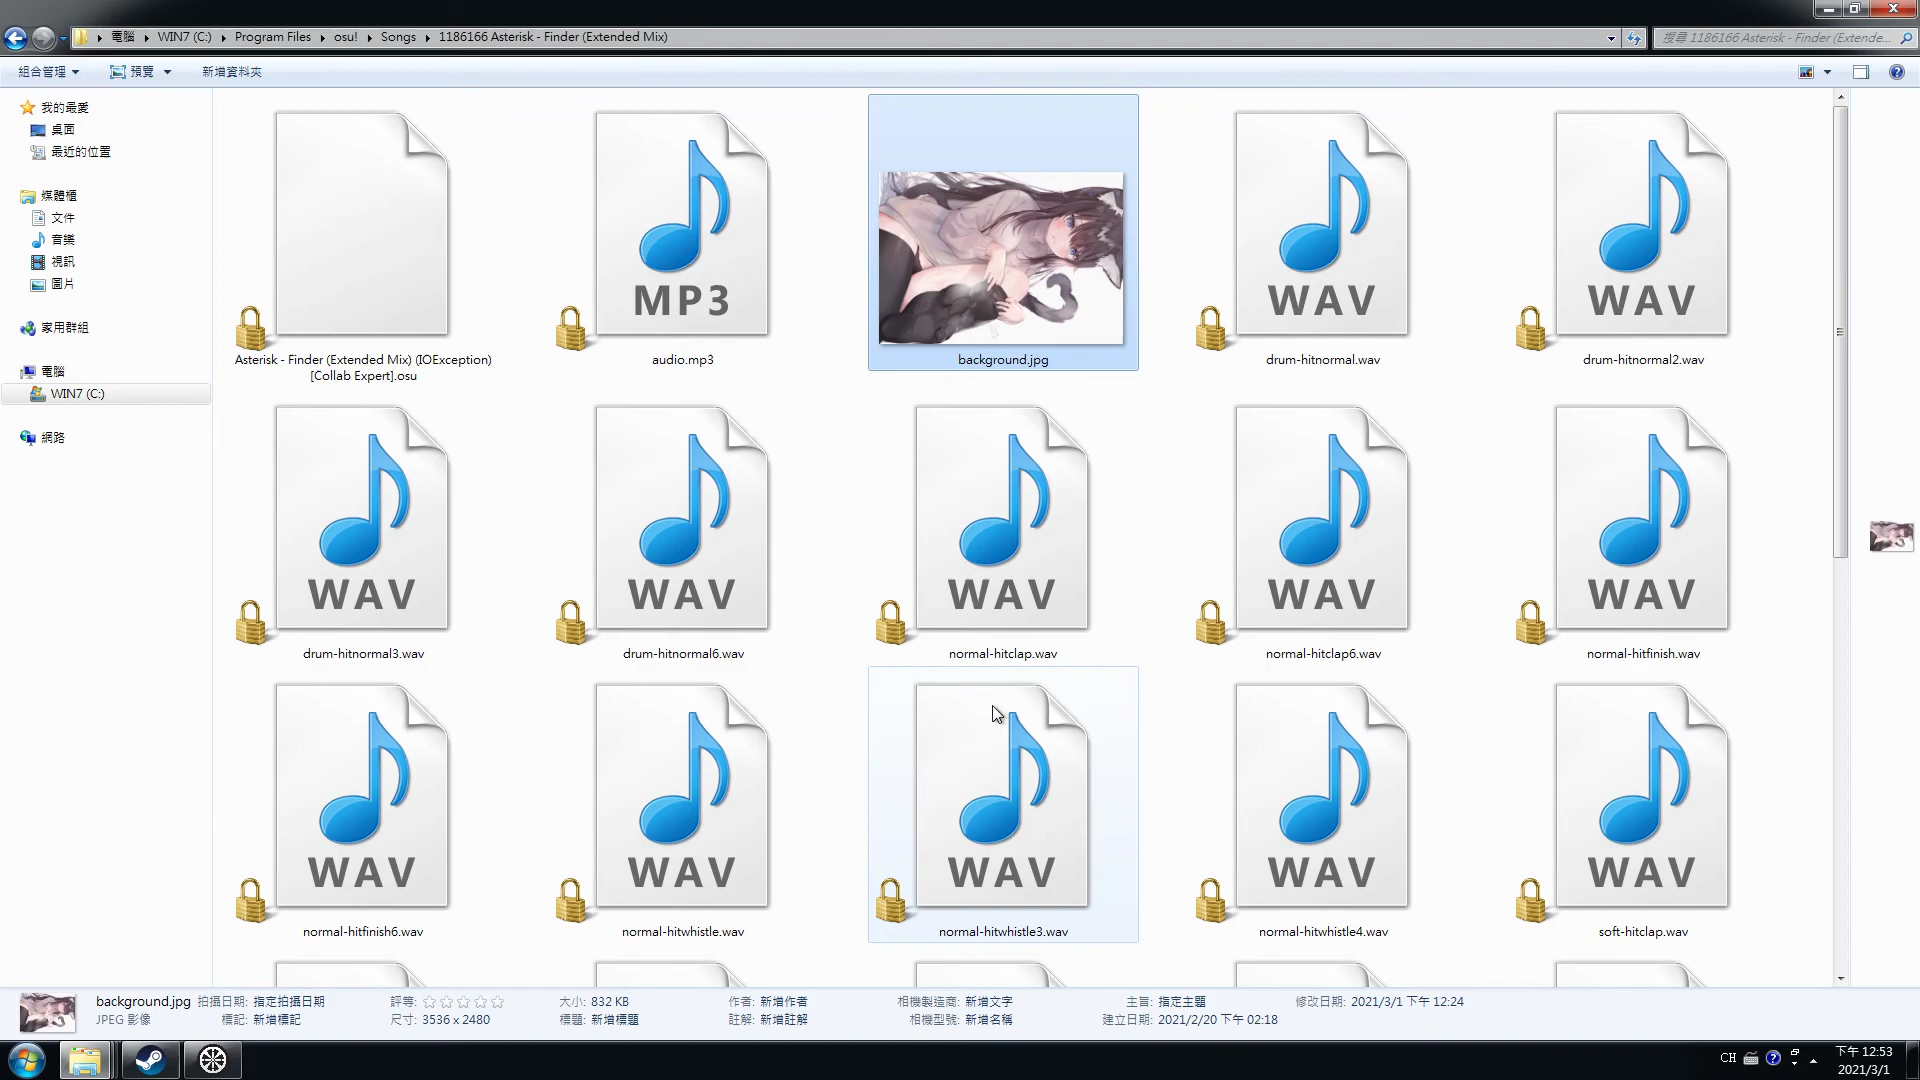 電腦 WIN7 (C:) Program Files osu! Songs 1186166 Asterisk - Finder (Extended Mix)
搜尋 1186166 Asterisk - Finder (Extende...
組合管理 預覽 新增資料夾
我的最愛
桌面
最近的位置
媒體櫃
文件
音樂
視訊
圖片
家用群組
電腦
WIN7 (C:)
網路
MP3
WAV
WAV
Asterisk - Finder (Extended Mix) (IOException)
[Collab Expert].osu
audio.mp3
background.jpg
drum-hitnormal.wav
drum-hitnormal2.wav
WAV
WAV
WAV
WAV
WAV
drum-hitnormal3.wav
drum-hitnormal6.wav
normal-hitclap.wav
normal-hitclap6.wav
normal-hitfinish.wav
WAV
WAV
WAV
WAV
WAV
normal-hitfinish6.wav
normal-hitwhistle.wav
normal-hitwhistle3.wav
normal-hitwhistle4.wav
soft-hitclap.wav
background.jpg 拍攝日期: 指定拍攝日期 評等: 大小: 832 KB 作者: 新增作者 相機製造商: 新增文字 主旨: 指定主題 修改日期: 2021/3/1 下午 12:24
JPEG 影像 標記: 新增標記 尺寸: 3536 x 2480 標題: 新增標題 註解: 新增註解 相機型號: 新增名稱 建立日期: 2021/2/20 下午 02:18
CH
下午 12:53
2021/3/1